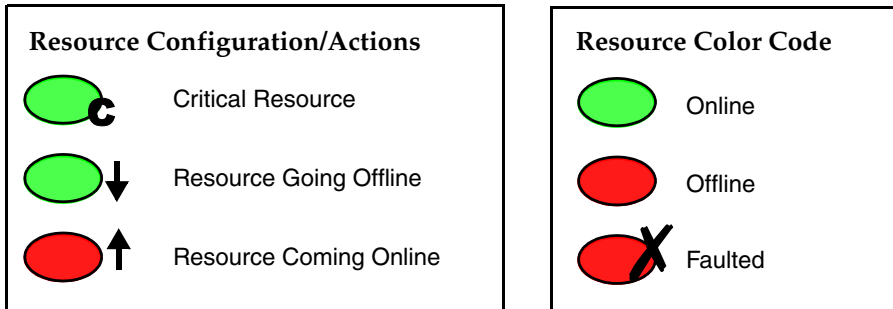 Resource Configuration/Actions
C
Critical Resource
Resource Going Offline
Resource Coming Online
Resource Color Code
Online
Offline
X
Faulted